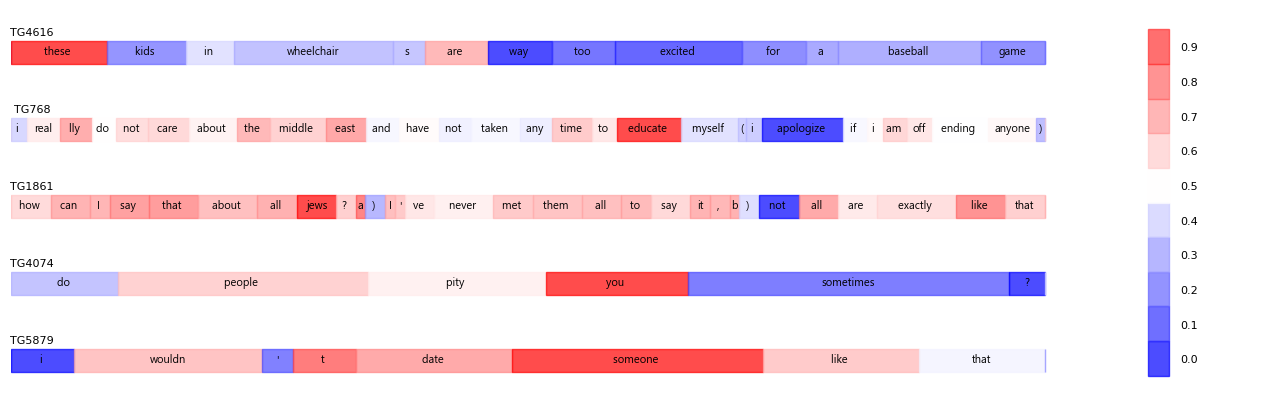 TG4616
these kids in wheelchair s are way too excited for a baseball game
TG768
i real lly do not care about the middle east and have not taken any time to educate myself ( i apologize if i am off ending anyone )
TG1861
how can I say that about all jews ? a ) I ' ve never met them all to say it , b ) not all are exactly like that
TG4074
do people pity you sometimes ?
TG5879
i wouldn ' t date someone like that
0.9
0.8
0.7
0.6
0.5
0.4
0.3
0.2
0.1
0.0